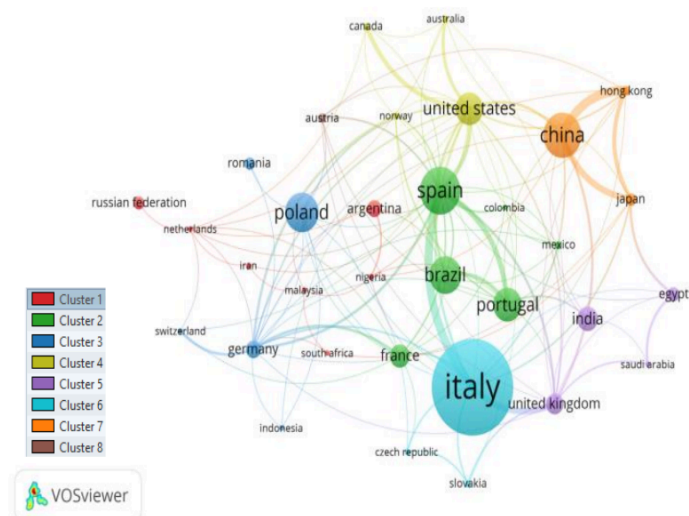 australia
canada
hong kong
united states
norway
austria
china
romania
spain
russian federation
poland
argentina
colombia
japan
netherlands
mexico
iran
nigeria
brazil
malaysia
egypt
portugal
india
switzerland
germany
south africa
france
saudi arabia
italy
united kingdom
indonesia
czech republic
slovakia
Cluster 1
Cluster 2
Cluster 3
Cluster 4
Cluster 5
Cluster 6
Cluster 7
Cluster 8
VOSviewer